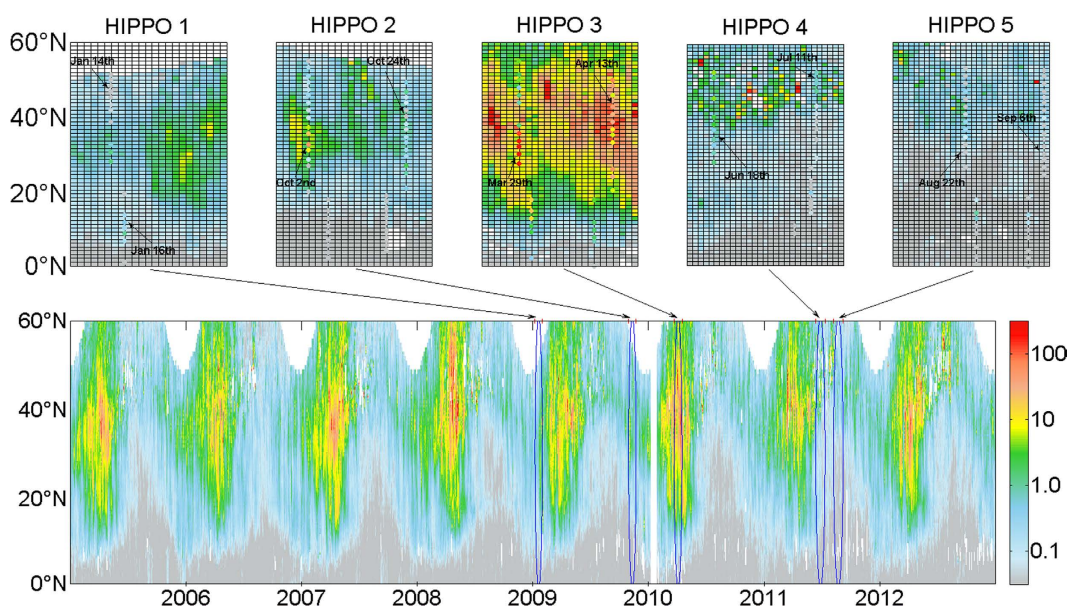 HIPPO 1 HIPPO 2 HIPPO 3 HIPPO 4 HIPPO 5
60°N
Jan 14th Oct 24th Apr 13th Jul 11th
40°N
Sep 6th
Oct 2nd Mar 29th Jun 18th Aug 22th
20°N
Jan 16th
0°N
60°N
100
40°N
10
20°N
1.0
0.1
0°N
2006 2007 2008 2009 2010 2011 2012